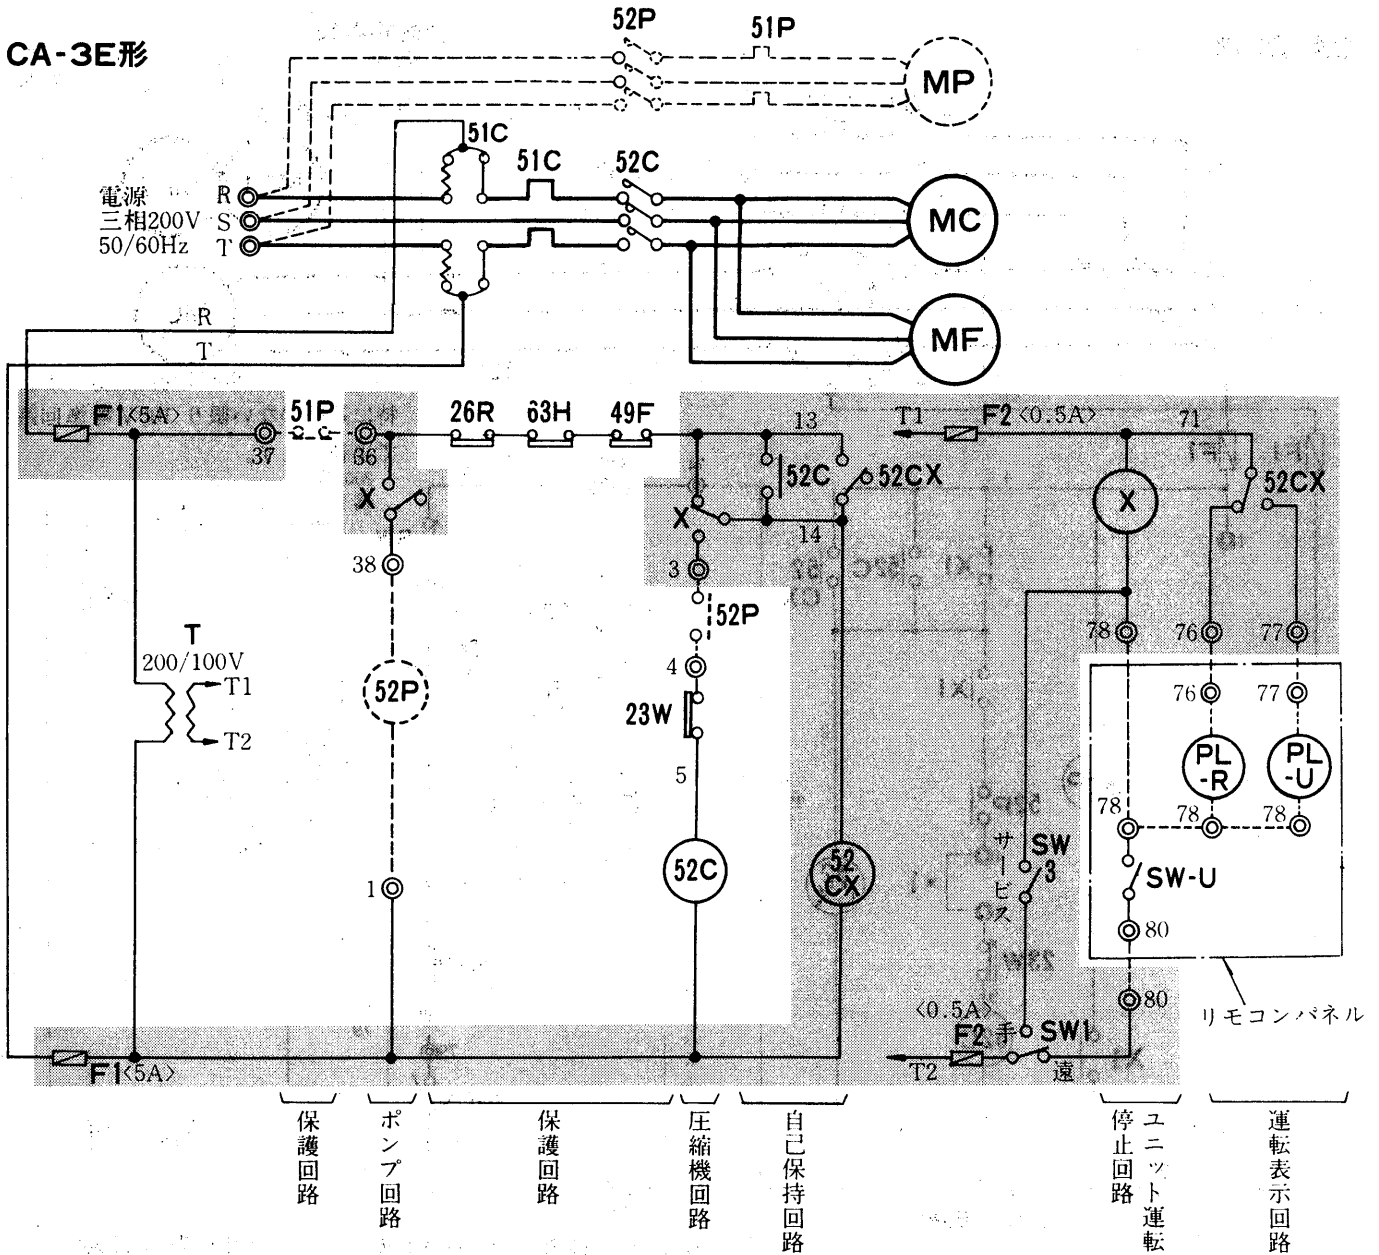 CA-3E形
52P
51P
MP
51C
51C
52C
電源
三相200V
50/60Hz
R
S
T
MC
MF
R
T
F1<5A>
51P
37
36
26R
63H
49F
13
52C
52CX
T1
F2<0.5A>
71
52CX
X
X
X
14
38
3
52P
4
23W
5
78
76
77
T
200/100V
T1
T2
52P
76
77
PL
-R
PL
-U
78
78
78
サービス
SW
3
SW-U
52C
52
CX
1
80
80
リモコンパネル
<0.5A>
F2
手
SW1
遠
T2
F1<5A>
保護回路
ポンプ回路
保護回路
圧縮機回路
自己保持回路
ユニット運転
停止回路
運転表示回路